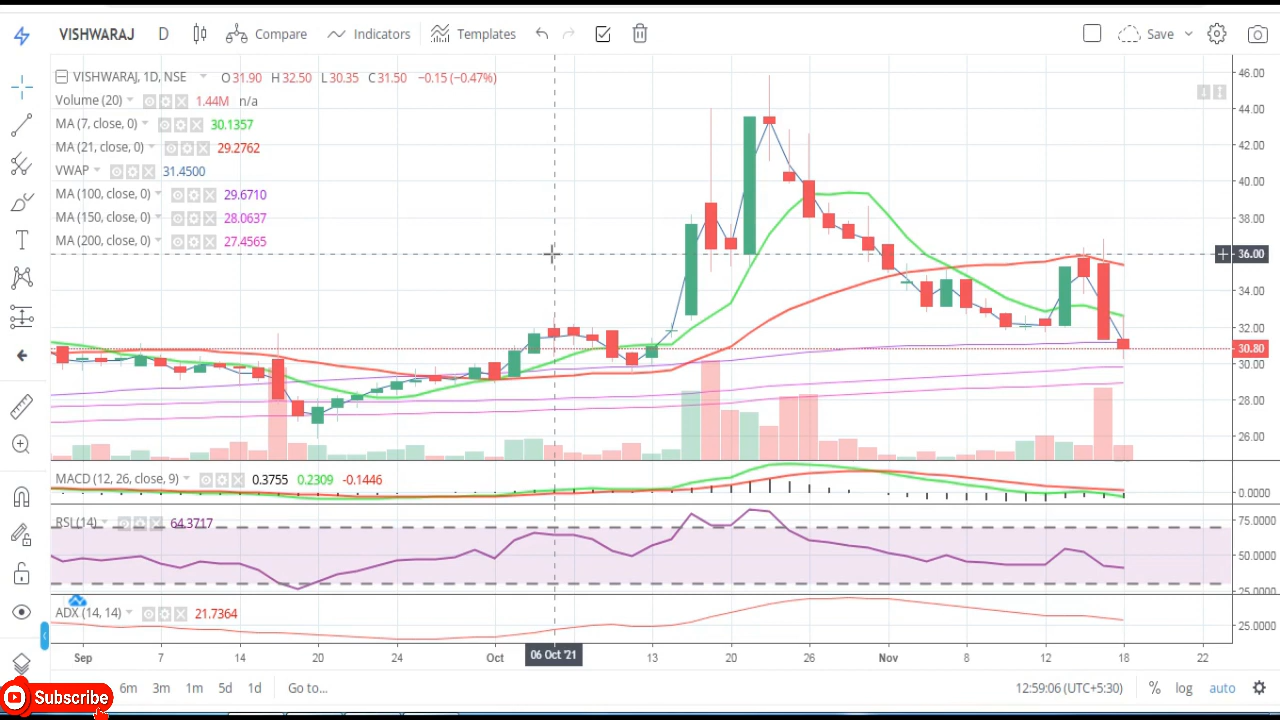 VISHWARAJ D Compare Indicators Templates Save
VISHWARAJ, 1D, NSE O31.90 H32.50 L30.35 C31.50 −0.15 (−0.47%)
Volume (20) 1.44M n/a
MA (7, close, 0) 30.1357
MA (21, close, 0) 29.2762
VWAP 31.4500
MA (100, close, 0) 29.6710
MA (150, close, 0) 28.0637
MA (200, close, 0) 27.4565
46.00
44.00
42.00
40.00
38.00
36.00
34.00
32.00
30.80
30.00
28.00
26.00
MACD (12, 26, close, 9) 0.3755 0.2309 -0.1446
0.0000
RSI (14) 64.3717
75.0000
50.0000
25.0000
ADX (14, 14) 21.7364
25.0000
Sep 7 14 20 24 Oct 06 Oct '21 13 20 26 Nov 8 12 18 22
6m 3m 1m 5d 1d Go to... 12:59:06 (UTC+5:30) % log auto
Subscribe